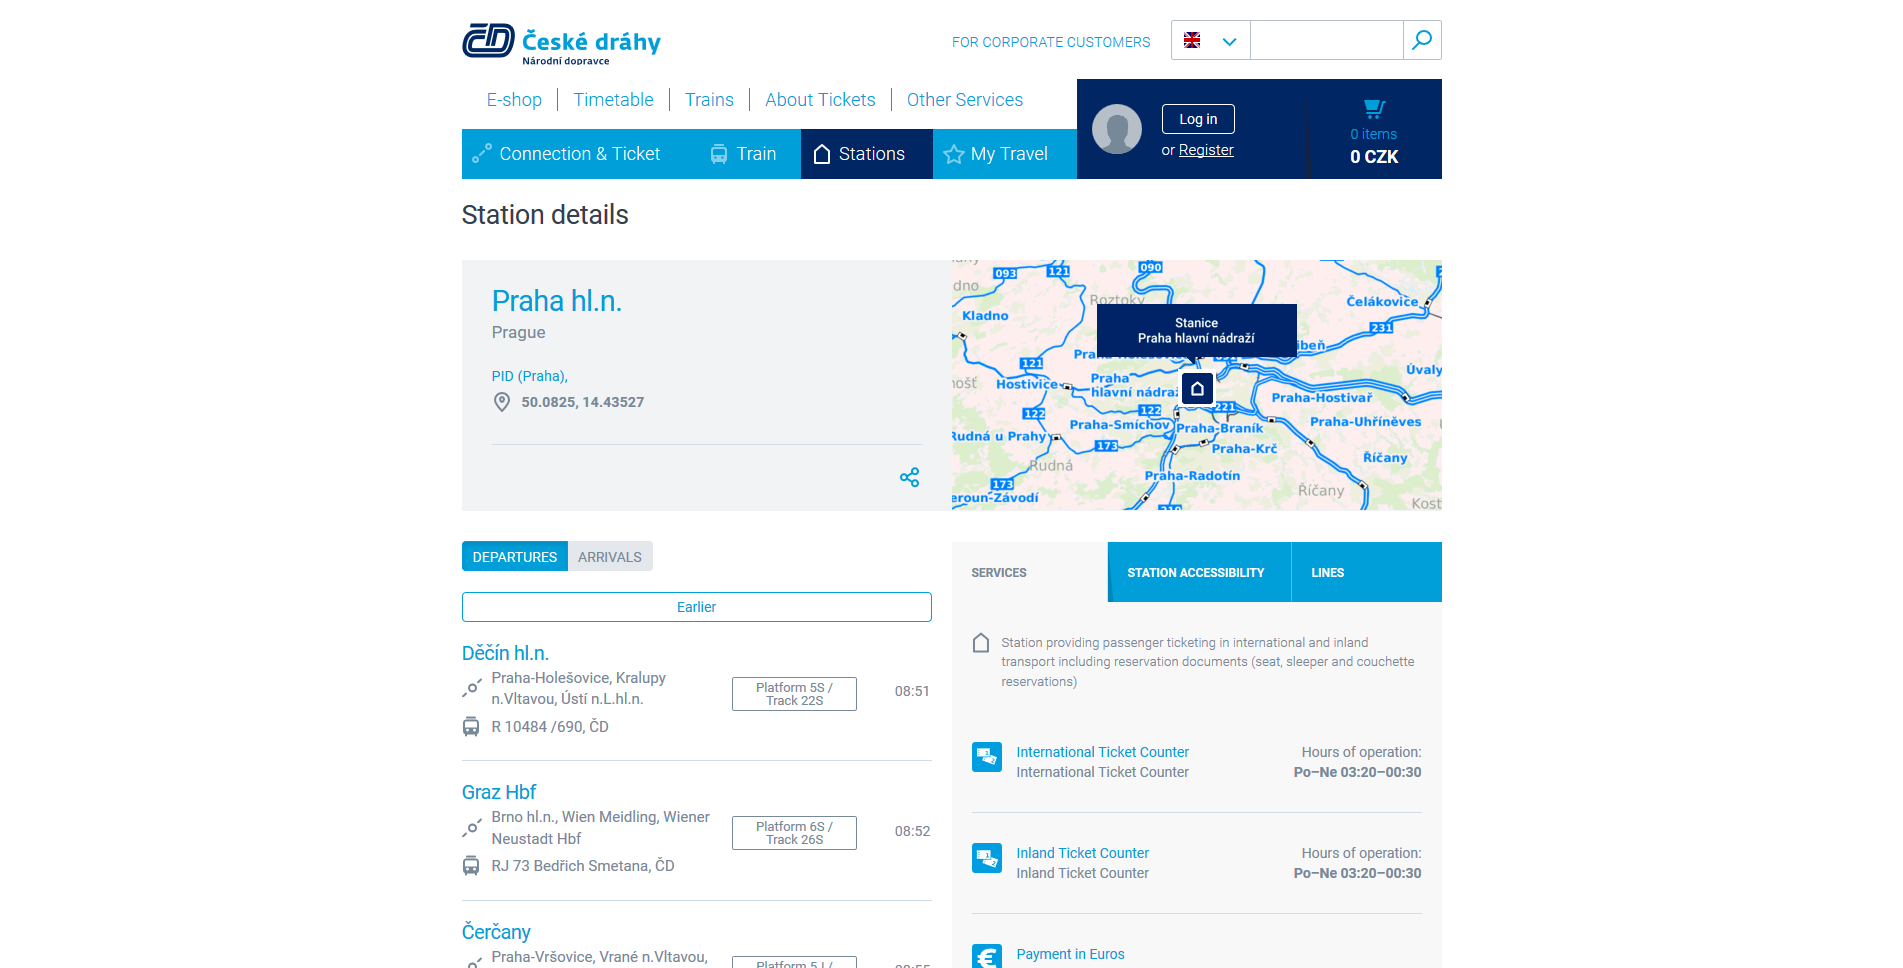 České dráhy
Národní dopravce
FOR CORPORATE CUSTOMERS
E-shop
Timetable
Trains
About Tickets
Other Services
Log in
or Register
0 items
0 CZK
Connection & Ticket
Train
Stations
My Travel
Station details
Praha hl.n.
Prague
PID (Praha),
50.0825, 14.43527
093
121
090
dno
Roztoky
Čelákovice
Kladno
231
Stanice
Praha hlavní nádraží
121
nošť
Hostivice
Praha
hlavní nádraží
Úvaly
122
122
221
Praha-Hostivař
Praha-Smíchov
Praha-Braník
Praha-Uhříněves
Rudná u Prahy
173
Praha-Krč
Říčany
Rudná
Praha-Radotín
173
Říčany
eroun-Závodí
Kost
DEPARTURES
ARRIVALS
Earlier
Děčín hl.n.
Praha-Holešovice, Kralupy
n.Vltavou, Ústí n.L.hl.n.
Platform 5S /
Track 22S
08:51
R 10484 /690, ČD
Graz Hbf
Brno hl.n., Wien Meidling, Wiener
Neustadt Hbf
Platform 6S /
Track 26S
08:52
RJ 73 Bedřich Smetana, ČD
Čerčany
Praha-Vršovice, Vrané n.Vltavou,
SERVICES
STATION ACCESSIBILITY
LINES
Station providing passenger ticketing in international and inland
transport including reservation documents (seat, sleeper and couchette
reservations)
International Ticket Counter
International Ticket Counter
Hours of operation:
Po–Ne 03:20–00:30
Inland Ticket Counter
Inland Ticket Counter
Hours of operation:
Po–Ne 03:20–00:30
Payment in Euros